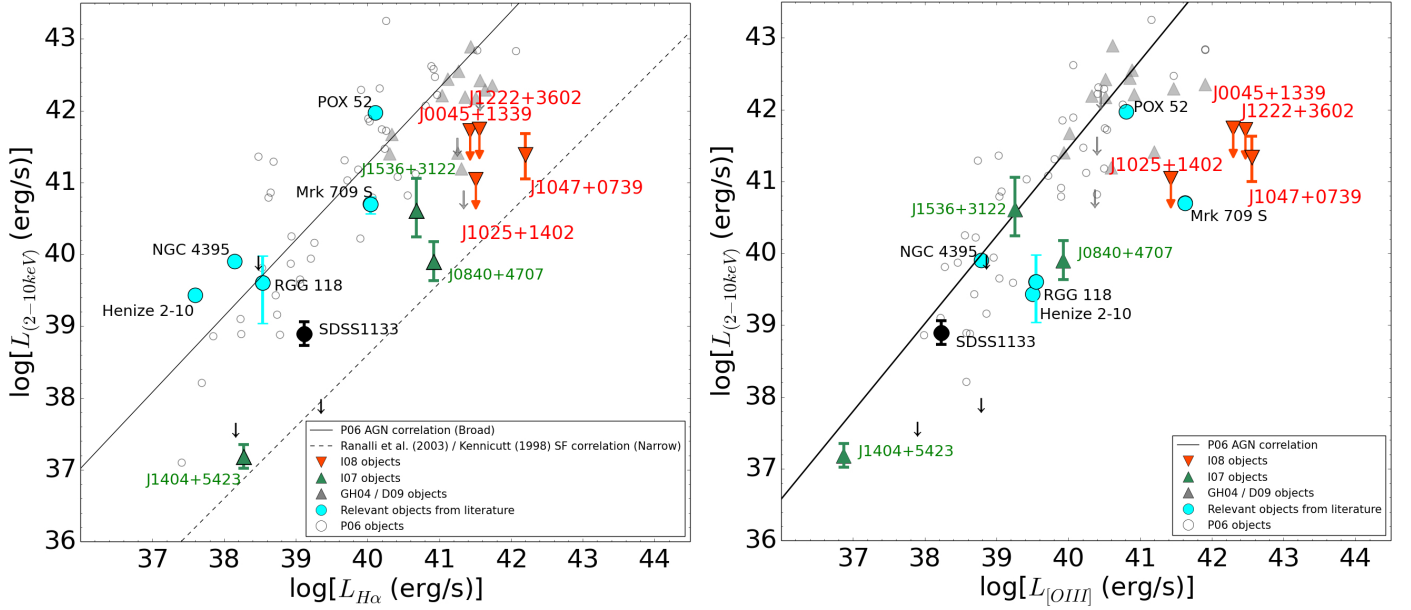 43
42
41
40
39
38
37
36
log[L(2−10keV) (erg/s)]
POX 52
J1222+3602
J0045+1339
J1536+3122
Mrk 709 S
J1047+0739
J1025+1402
NGC 4395
J0840+4707
RGG 118
Henize 2-10
SDSS1133
J1404+5423
P06 AGN correlation (Broad)
Ranalli et al. (2003) / Kennicutt (1998) SF correlation (Narrow)
I08 objects
I07 objects
GH04 / D09 objects
Relevant objects from literature
P06 objects
37 38 39 40 41 42 43 44
log[LHα (erg/s)]
43
42
41
40
39
38
37
36
log[L(2−10keV) (erg/s)]
J0045+1339
POX 52
J1222+3602
J1025+1402
J1047+0739
J1536+3122
Mrk 709 S
NGC 4395
J0840+4707
RGG 118
Henize 2-10
SDSS1133
J1404+5423
P06 AGN correlation
I08 objects
I07 objects
GH04 / D09 objects
Relevant objects from literature
P06 objects
37 38 39 40 41 42 43 44
log[L[OIII] (erg/s)]